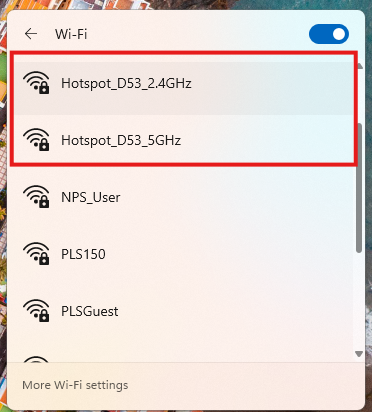 Wi-Fi
Hotspot_D53_2.4GHz
Hotspot_D53_5GHz
NPS_User
PLS150
PLSGuest
More Wi-Fi settings